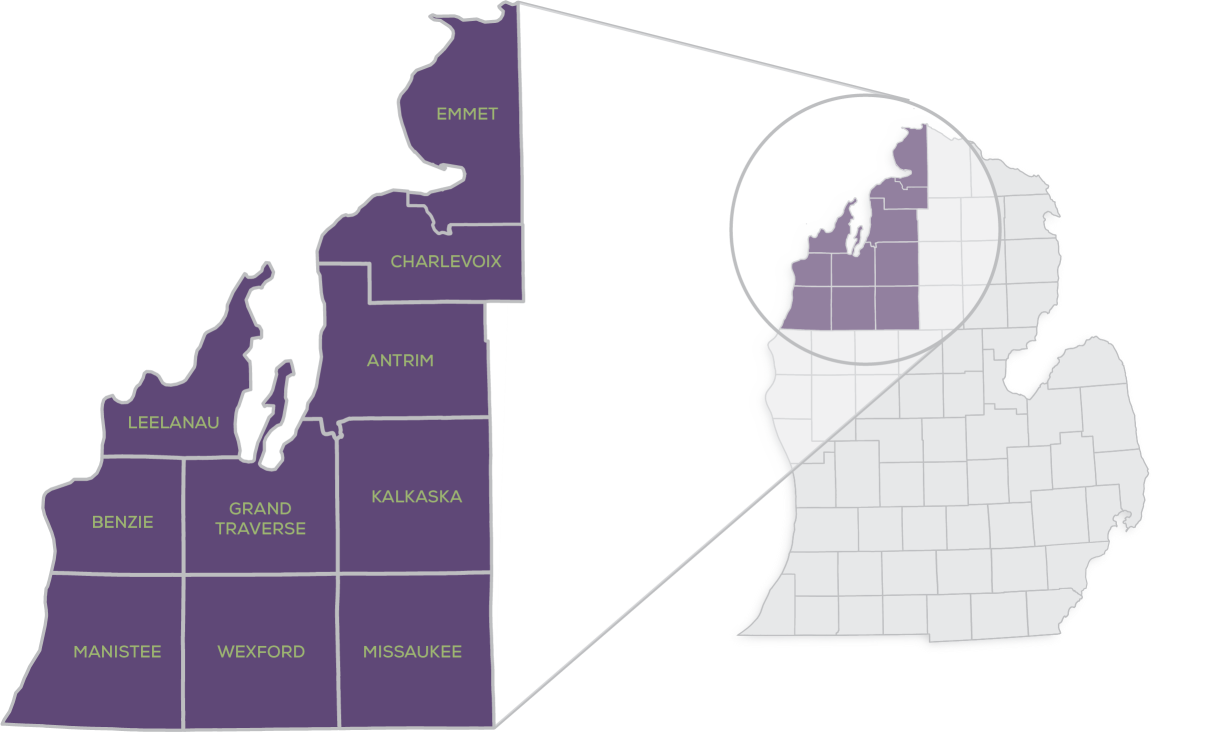 EMMET
CHARLEVOIX
ANTRIM
LEELANAU
KALKASKA
GRAND
TRAVERSE
BENZIE
MANISTEE
WEXFORD
MISSAUKEE